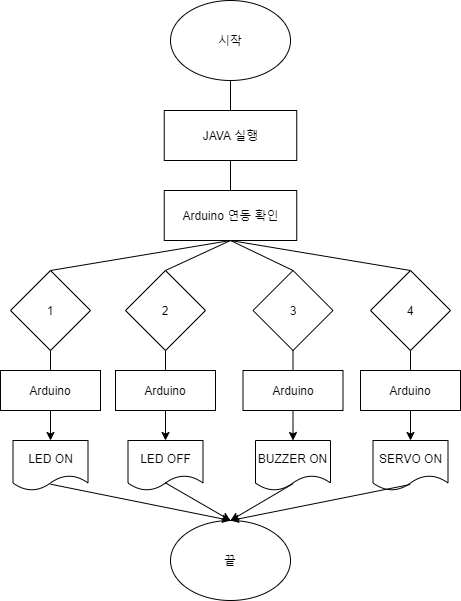 시작
JAVA 실행
Arduino 연동 확인
1
2
3
4
Arduino
Arduino
Arduino
Arduino
LED ON
LED OFF
BUZZER ON
SERVO ON
끝